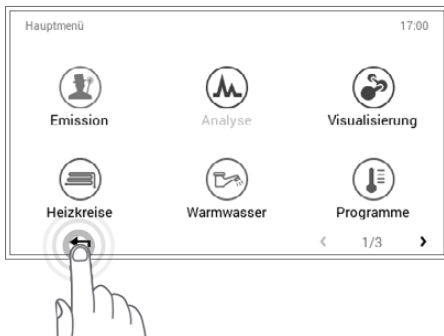 Hauptmenü 17:00
Emission Analyse Visualisierung
Heizkreise Warmwasser Programme
1/3